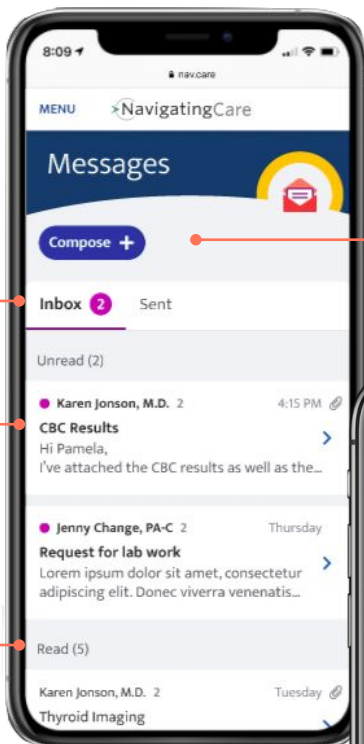 8:09
nav.care
MENU NavigatingCare
Messages
Compose +
Inbox 2 Sent
Unread (2)
Karen Jonson, M.D. 2 4:15 PM
CBC Results
Hi Pamela,
I've attached the CBC results as well as the...
Jenny Change, PA-C 2 Thursday
Request for lab work
Lorem ipsum dolor sit amet, consectetur
adipiscing elit. Donec viverra venenatis...
Read (5)
Karen Jonson, M.D. 2 Tuesday
Thyroid Imaging